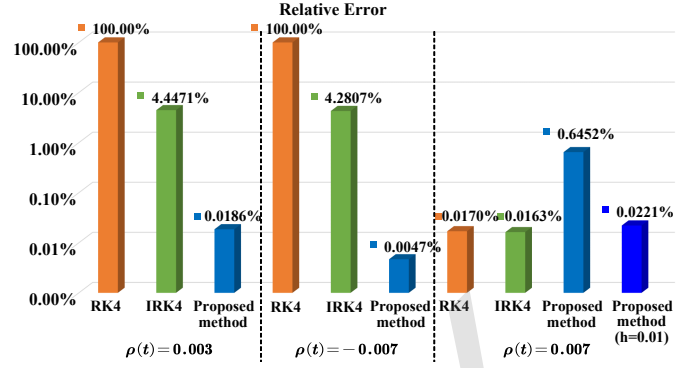 Relative Error
100.00%
10.00%
1.00%
0.10%
0.01%
0.00%
100.00%
4.4471%
0.0186%
100.00%
4.2807%
0.0047%
0.0170%
0.0163%
0.6452%
0.0221%
RK4
IRK4
Proposed
method
RK4
IRK4
Proposed
method
RK4
IRK4
Proposed
method
Proposed
method
(h=0.01)
ρ(t)=0.003
ρ(t)=−0.007
ρ(t)=0.007